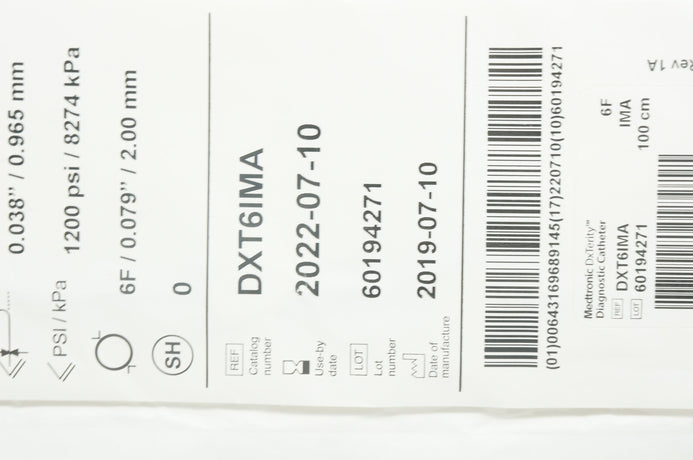 0.038” / 0.965 mm
PSI / kPa 1200 psi / 8274 kPa
6F / 0.079” / 2.00 mm
SH 0
REF Catalog number DXT6IMA
Use-by date 2022-07-10
LOT Lot number 60194271
Date of manufacture 2019-07-10
(01)00643169689145(17)220710(10)60194271
Medtronic DxTerity™
Diagnostic Catheter
REF DXT6IMA
LOT 60194271
6F
IMA
100 cm
Rev 1A